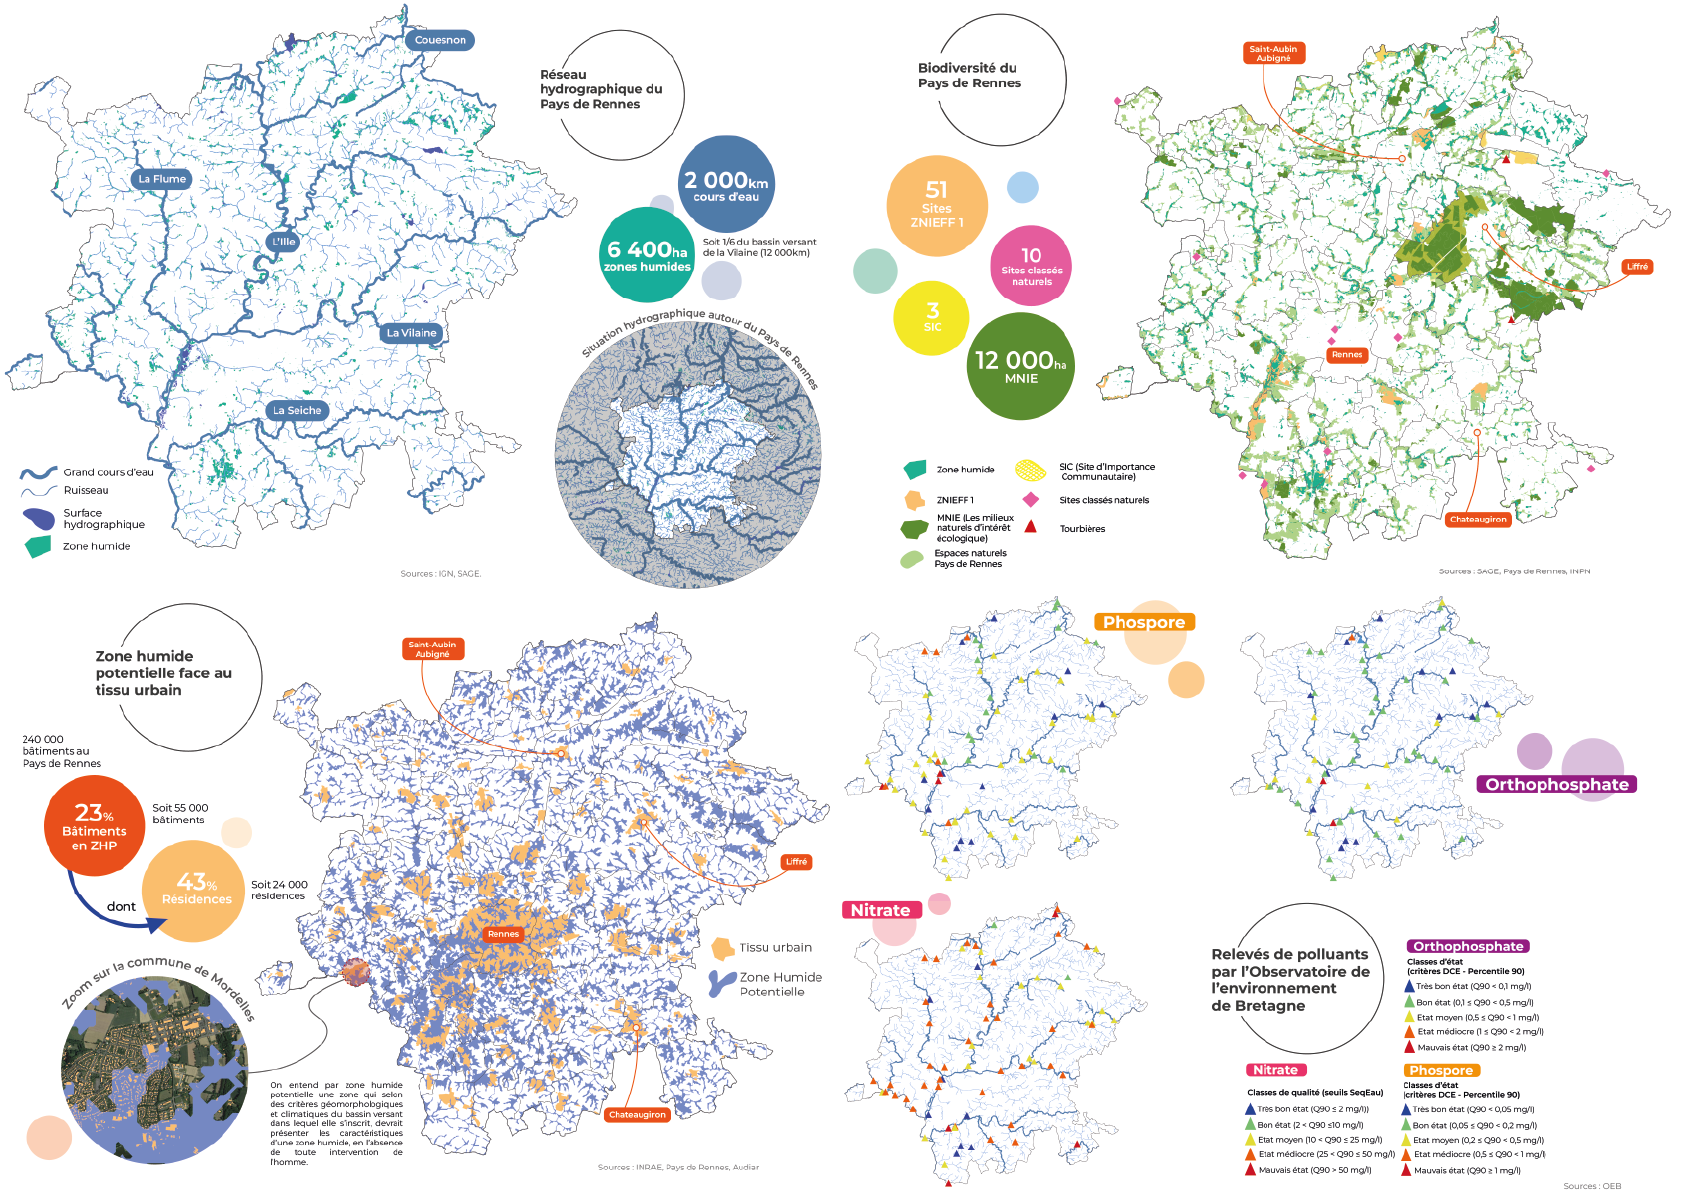 Réseau
hydrographique du
Pays de Rennes
Couesnon
La Flume
L'Ille
La Vilaine
La Seiche
2 000km
cours d'eau
6 400ha
zones humides
Soit 1/6 du bassin versant
de la Vilaine (12 000km)
Situation hydrographique autour du Pays de Rennes
Grand cours d'eau
Ruisseau
Surface
hydrographique
Zone humide
Sources : IGN, SAGE.
Biodiversité du
Pays de Rennes
Saint-Aubin
Aubigné
Liffré
Rennes
Chateaugiron
51
Sites
ZNIEFF 1
10
Sites classés
naturels
3
SIC
12 000ha
MNIE
Zone humide
ZNIEFF 1
MNIE (Les milieux
naturels d'intérêt
écologique)
Espaces naturels
Pays de Rennes
SIC (Site d'Importance
Communautaire)
Sites classés naturels
Tourbières
Sources : SAGE, Pays de Rennes, INPN
Zone humide
potentielle face au
tissu urbain
240 000
bâtiments au
Pays de Rennes
23%
Bâtiments
en ZHP
Soit 55 000
bâtiments
dont
43%
Résidences
Soit 24 000
résidences
Saint-Aubin
Aubigné
Liffré
Rennes
Chateaugiron
Tissu urbain
Zone Humide
Potentielle
Zoom sur la commune de Mordelles
On entend par zone humide
potentielle une zone qui selon
des critères géomorphologiques
et climatiques du bassin versant
dans lequel elle s'inscrit, devrait
présenter les caractéristiques
d'une zone humide, en l'absence
de toute intervention de
l'homme.
Sources : INRAE, Pays de Rennes, Audiar
Phospore
Orthophosphate
Nitrate
Relevés de polluants
par l'Observatoire de
l'environnement
de Bretagne
Orthophosphate
Classes d'état
(critères DCE - Percentile 90)
Très bon état (Q90 < 0,1 mg/l)
Bon état (0,1 ≤ Q90 < 0,5 mg/l)
Etat moyen (0,5 ≤ Q90 < 1 mg/l)
Etat médiocre (1 ≤ Q90 < 2 mg/l)
Mauvais état (Q90 ≥ 2 mg/l)
Nitrate
Classes de qualité (seuils SeqEau)
Très bon état (Q90 ≤ 2 mg/l))
Bon état (2 < Q90 ≤10 mg/l)
Etat moyen (10 < Q90 ≤ 25 mg/l)
Etat médiocre (25 < Q90 ≤ 50 mg/l)
Mauvais état (Q90 > 50 mg/l)
Phospore
Classes d'état
(critères DCE - Percentile 90)
Très bon état (Q90 < 0,05 mg/l)
Bon état (0,05 ≤ Q90 < 0,2 mg/l)
Etat moyen (0,2 ≤ Q90 < 0,5 mg/l)
Etat médiocre (0,5 ≤ Q90 < 1 mg/l)
Mauvais état (Q90 ≥ 1 mg/l)
Sources : OEB